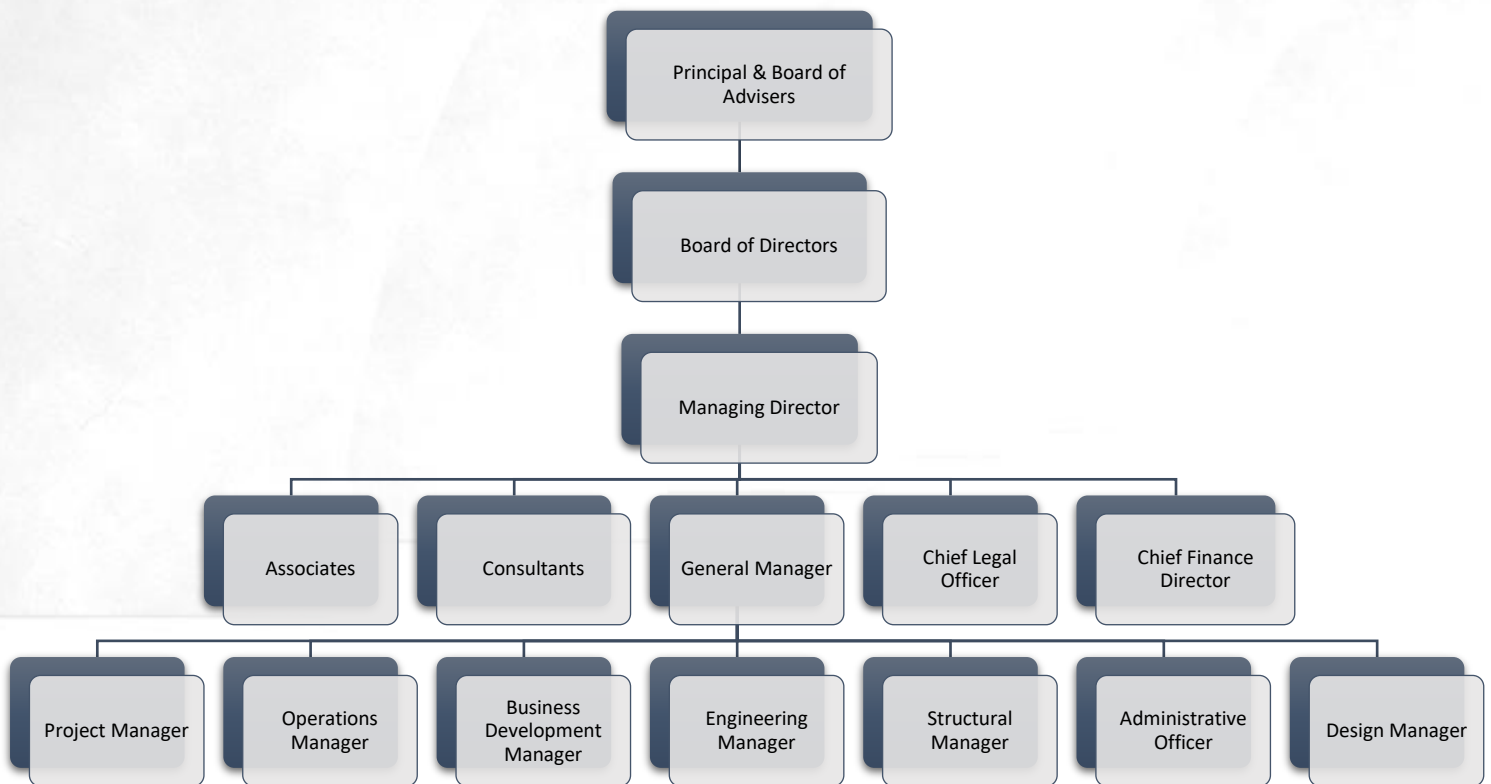 Principal & Board of
Advisers
Board of Directors
Managing Director
Associates
Consultants
General Manager
Chief Legal
Officer
Chief Finance
Director
Project Manager
Operations
Manager
Business
Development
Manager
Engineering
Manager
Structural
Manager
Administrative
Officer
Design Manager